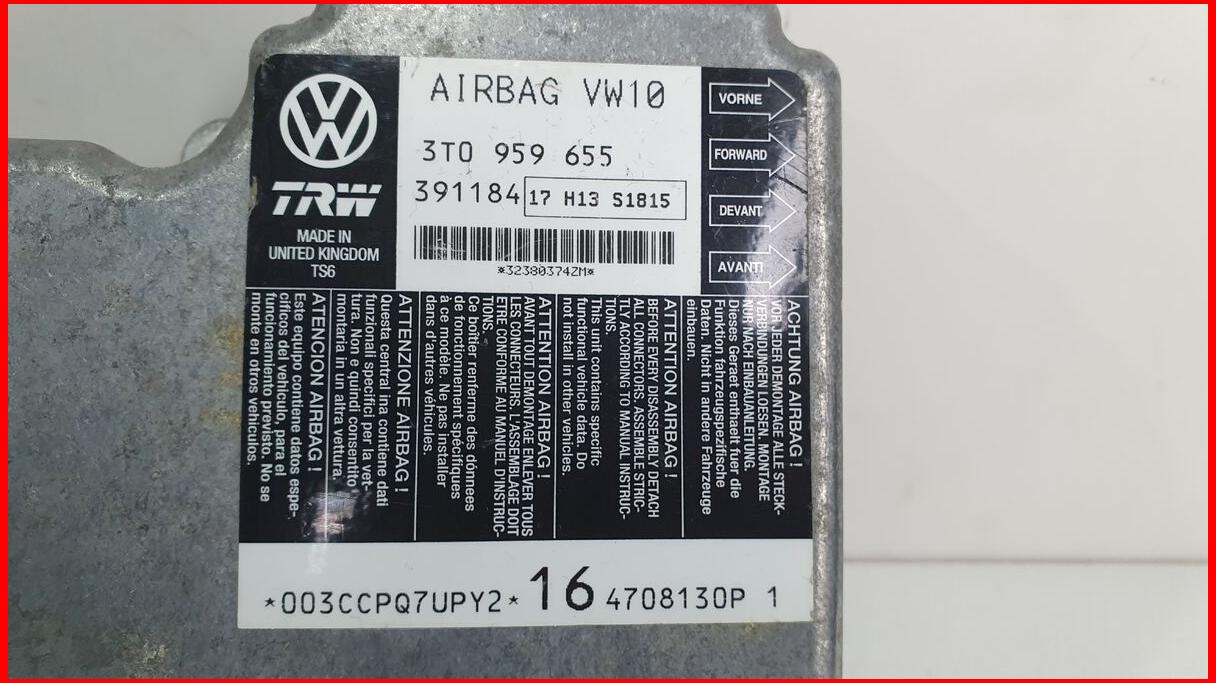 AIRBAG VW10
3T0 959 655
391184 17 H13 S1815
*32380374ZM*
TRW
MADE IN
UNITED KINGDOM
TS6
VORNE
FORWARD
DEVANT
AVANTI
ACHTUNG AIRBAG !
VOR JEDER DEMONTAGE ALLE STECK-
VERBINDUNGEN LOESEN. MONTAGE
NUR NACH EINBAUANLEITUNG.
Dieses Geraet enthaelt fuer die
Funktion fahrzeugspezifische
Daten. Nicht in andere Fahrzeuge
einbauen.
ATTENTION AIRBAG !
BEFORE EVERY DISASSEMBLY DETACH
ALL CONNECTORS. ASSEMBLE STRIC-
TLY ACCORDING TO MANUAL INSTRUC-
TIONS.
This unit contains specific
functional vehicle data. Do
not install in other vehicles.
ATTENTION AIRBAG !
AVANT TOUT DEMONTAGE ENLEVER TOUS
LES CONNECTEURS. L'ASSEMBLAGE DOIT
ETRE CONFORME AU MANUEL D'INSTRUC-
TIONS.
Ce boîtier renferme des données
de fonctionnement spécifiques
à ce modèle. Ne pas installer
dans d'autres véhicules.
ATTENZIONE AIRBAG !
Questa central ina contiene dati
funzionali specifici per la vet-
tura. Non e quindi consentito
montaria in un altra vettura.
ATENCION AIRBAG !
Este equipo contiene datos espe-
cíficos del vehículo, para el
funcionamiento previsto. No se
monte en otros vehículos.
*003CCPQ7UPY2* 16 4708130P 1